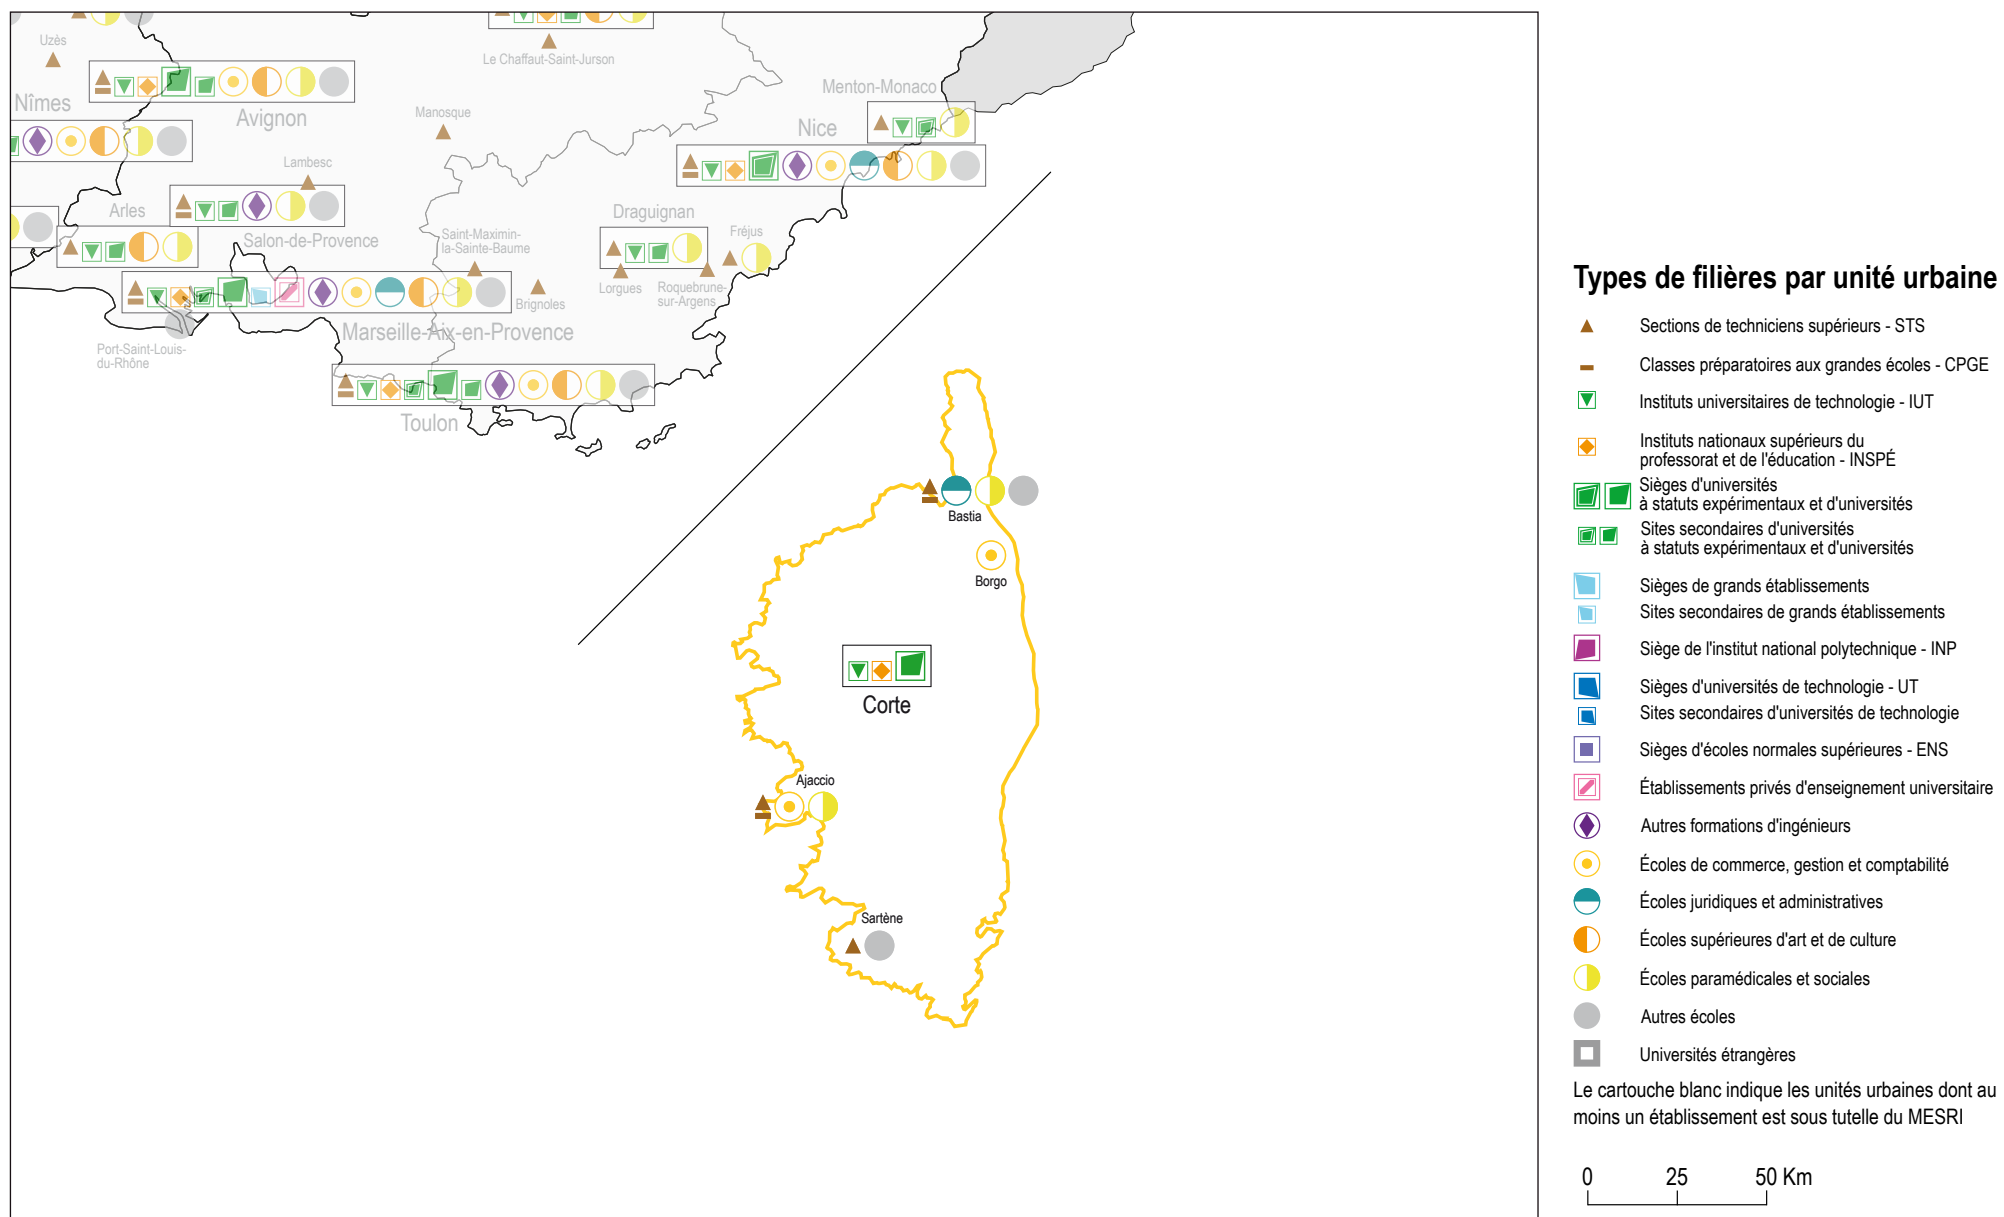 Uzès
Le Chaffaut-Saint-Jurson
Nîmes
Avignon
Manosque
Menton-Monaco
Nice
Lambesc
Arles
Salon-de-Provence
Saint-Maximin-
la-Sainte-Baume
Draguignan
Fréjus
Brignoles
Lorgues
Roquebrune-
sur-Argens
Marseille-Aix-en-Provence
Port-Saint-Louis-
du-Rhône
Toulon
Bastia
Borgo
Corte
Ajaccio
Sartène
Types de filières par unité urbaine
Sections de techniciens supérieurs - STS
Classes préparatoires aux grandes écoles - CPGE
Instituts universitaires de technologie - IUT
Instituts nationaux supérieurs du
professorat et de l'éducation - INSPÉ
Sièges d'universités
à statuts expérimentaux et d'universités
Sites secondaires d'universités
à statuts expérimentaux et d'universités
Sièges de grands établissements
Sites secondaires de grands établissements
Siège de l'institut national polytechnique - INP
Sièges d'universités de technologie - UT
Sites secondaires d'universités de technologie
Sièges d'écoles normales supérieures - ENS
Établissements privés d'enseignement universitaire
Autres formations d'ingénieurs
Écoles de commerce, gestion et comptabilité
Écoles juridiques et administratives
Écoles supérieures d'art et de culture
Écoles paramédicales et sociales
Autres écoles
Universités étrangères
Le cartouche blanc indique les unités urbaines dont au
moins un établissement est sous tutelle du MESRI
0 25 50 Km